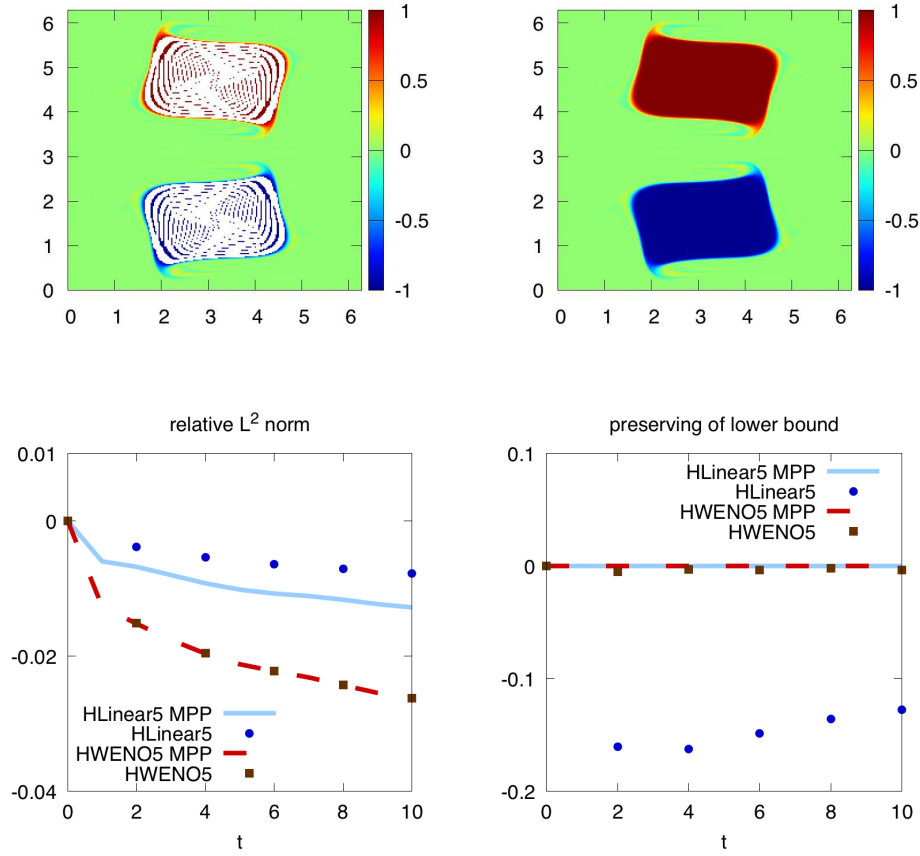 6
5
4
3
2
1
0
0 1 2 3 4 5 6
1
0.5
0
-0.5
-1
6
5
4
3
2
1
0
0 1 2 3 4 5 6
1
0.5
0
-0.5
-1
relative L² norm
0.01
0
-0.02
-0.04
0 2 4 6 8 10
t
HLinear5 MPP
HLinear5
HWENO5 MPP
HWENO5
preserving of lower bound
0.1
0
-0.1
-0.2
0 2 4 6 8 10
t
HLinear5 MPP
HLinear5
HWENO5 MPP
HWENO5